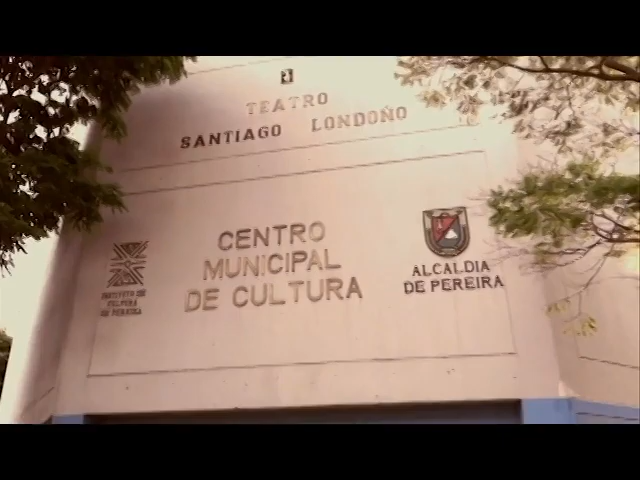 TEATRO
SANTIAGO LONDOÑO
CENTRO
MUNICIPAL
DE CULTURA
INSTITUTO DE
CULTURA
DE PEREIRA
ALCALDIA
DE PEREIRA